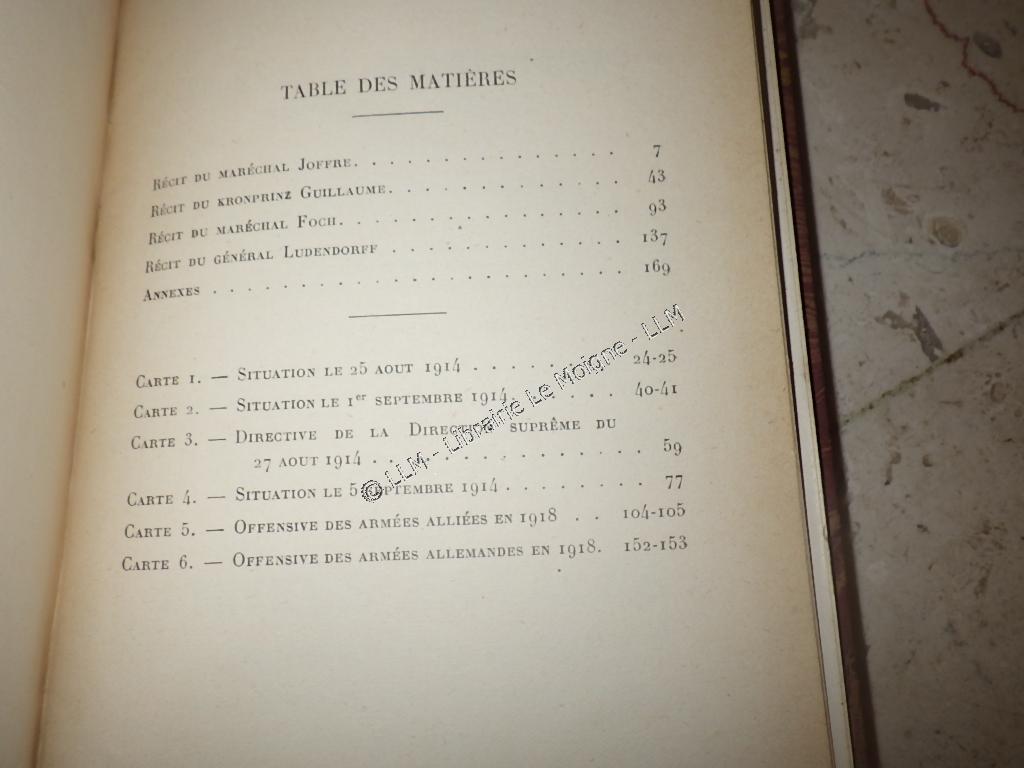 TABLE DES MATIÈRES
RÉCIT DU MARÉCHAL JOFFRE. . . . . . . . . . . . . . . 7
RÉCIT DU KRONPRINZ GUILLAUME. . . . . . . . . . . . . 43
RÉCIT DU MARÉCHAL FOCH. . . . . . . . . . . . . . . . 93
RÉCIT DU GÉNÉRAL LUDENDORFF . . . . . . . . . . . . . 137
ANNEXES . . . . . . . . . . . . . . . . . . . . . . . 169
CARTE 1. — SITUATION LE 25 AOUT 1914 . . . . . . . . 24-25
CARTE 2. — SITUATION LE 1er SEPTEMBRE 1914 . . . . . 40-41
CARTE 3. — DIRECTIVE DE LA DIRECTION SUPRÊME DU
27 AOUT 1914 . . . . . . . . . . . . . . . 59
CARTE 4. — SITUATION LE 5 SEPTEMBRE 1914 . . . . . . . . 77
CARTE 5. — OFFENSIVE DES ARMÉES ALLIÉES EN 1918 . . 104-105
CARTE 6. — OFFENSIVE DES ARMÉES ALLEMANDES EN 1918. 152-153
© LLM - Librairie Le Moigne - LLM